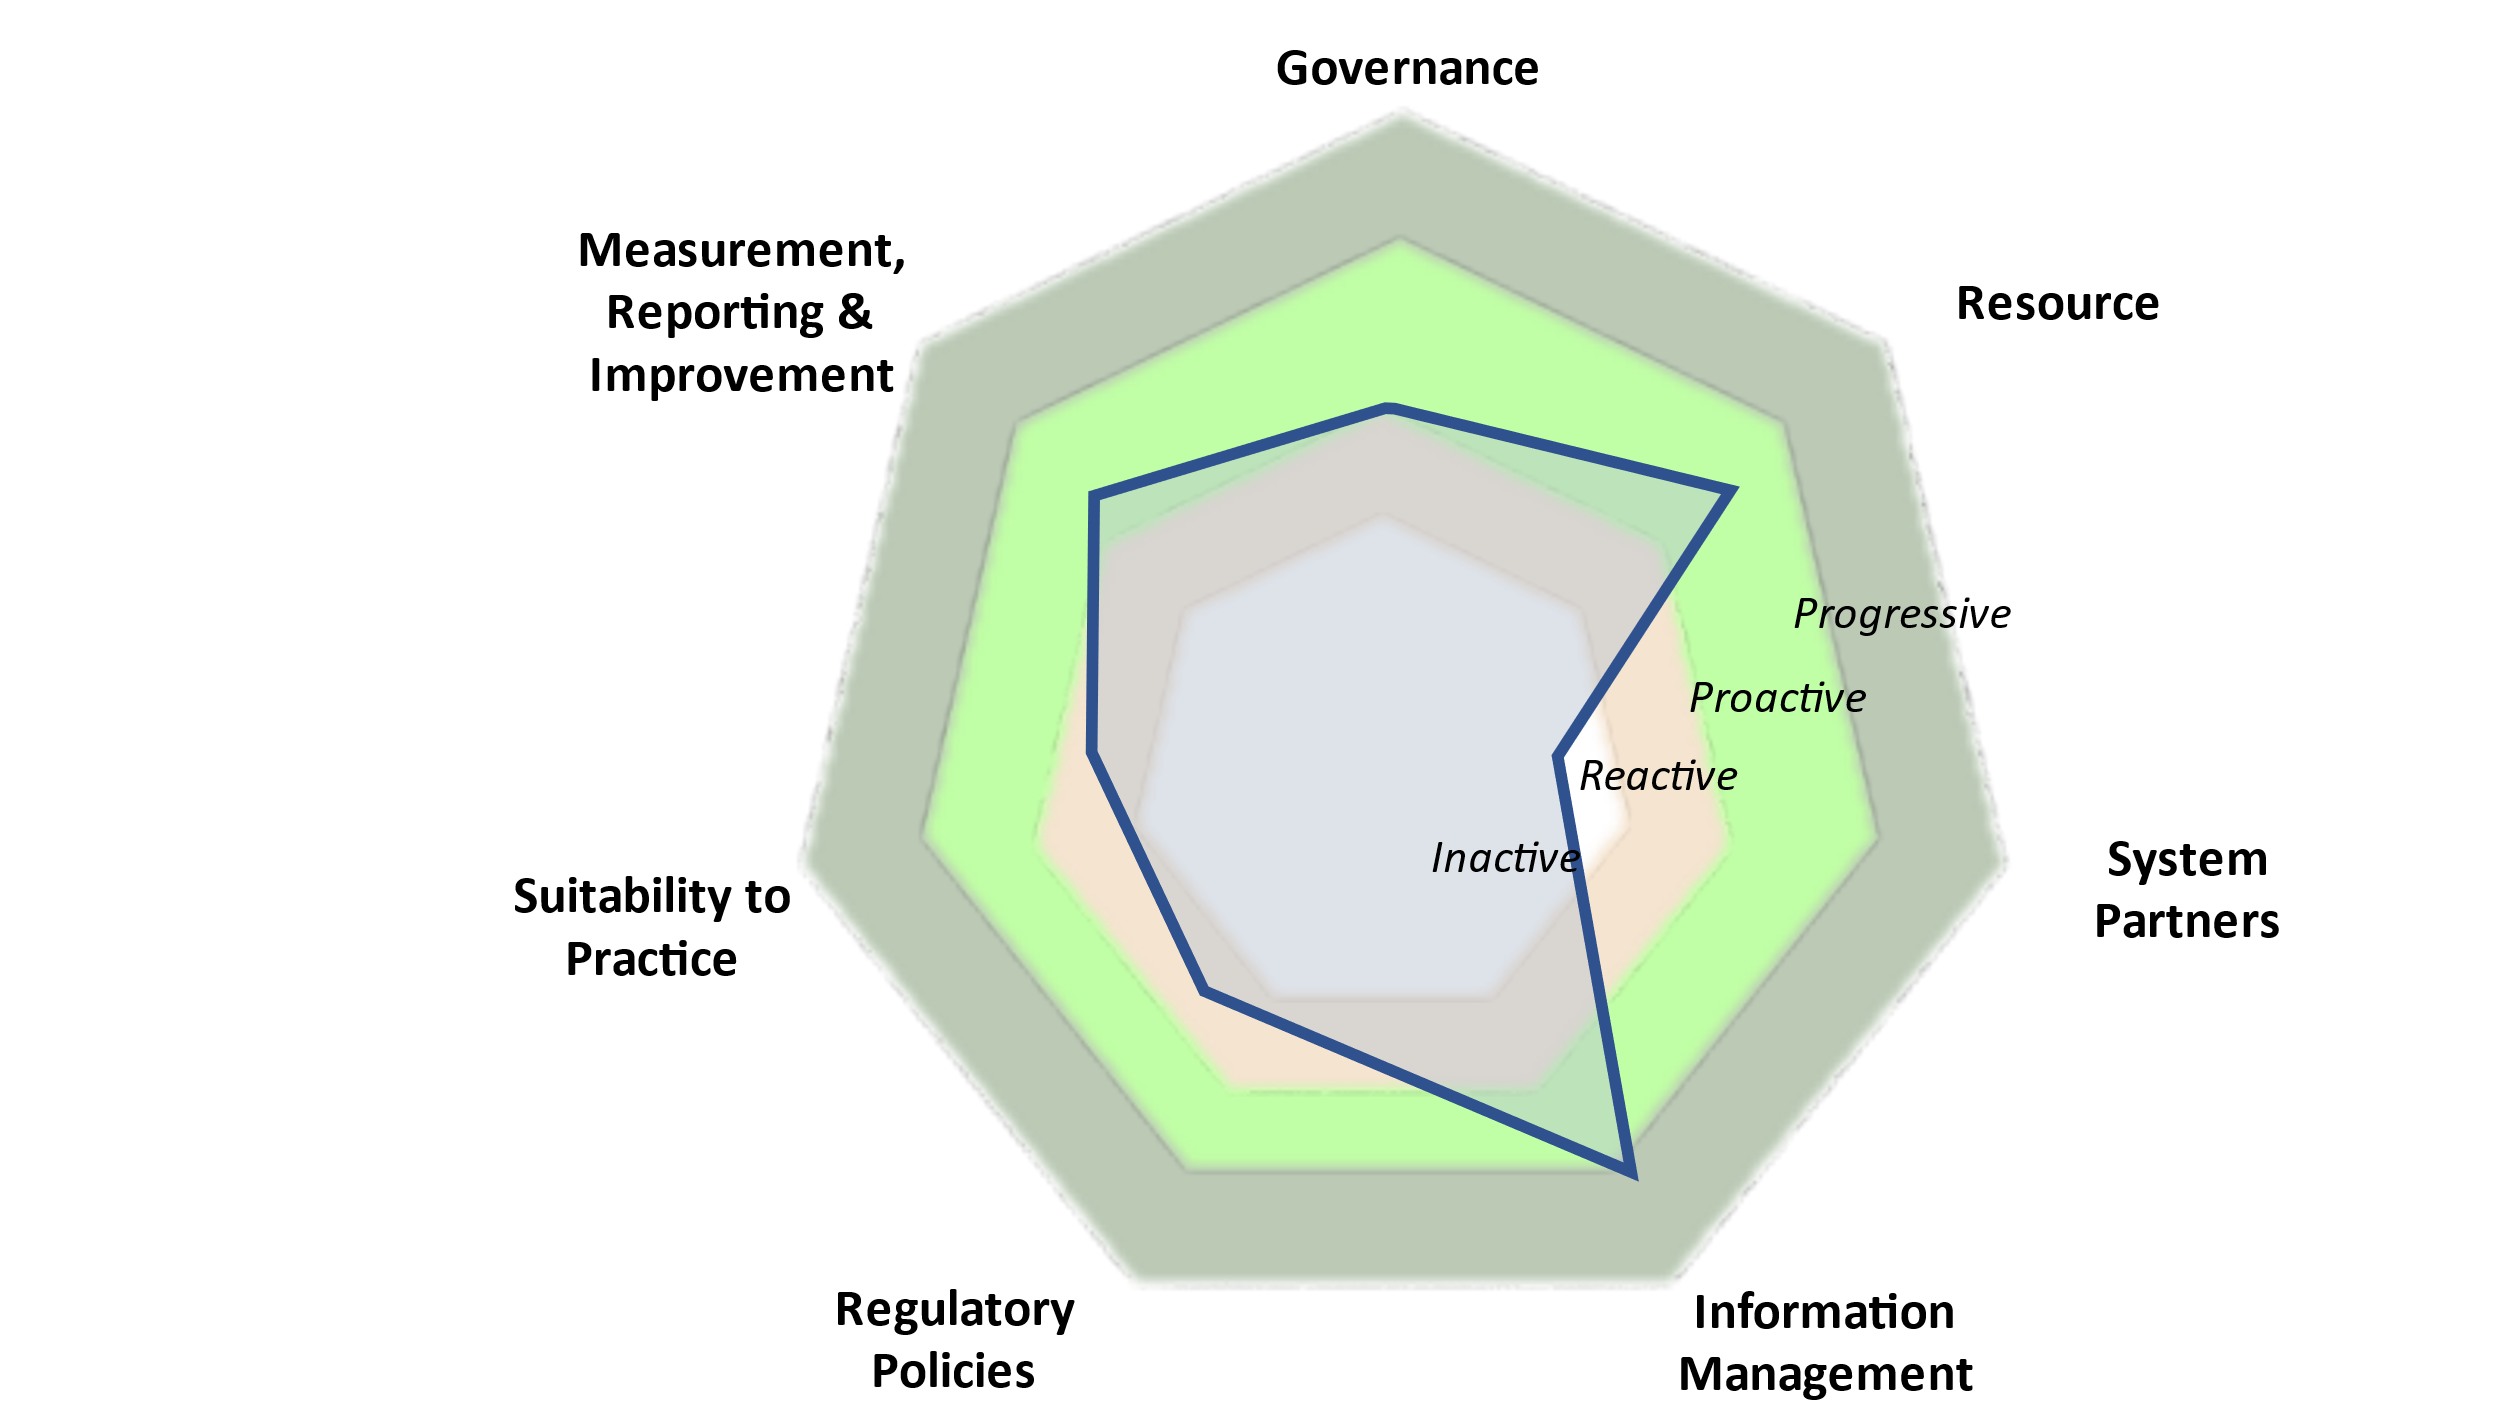 Governance
Measurement,
Reporting &
Improvement
Resource
Progressive
Proactive
Reactive
Inactive
System
Partners
Suitability to
Practice
Regulatory
Policies
Information
Management